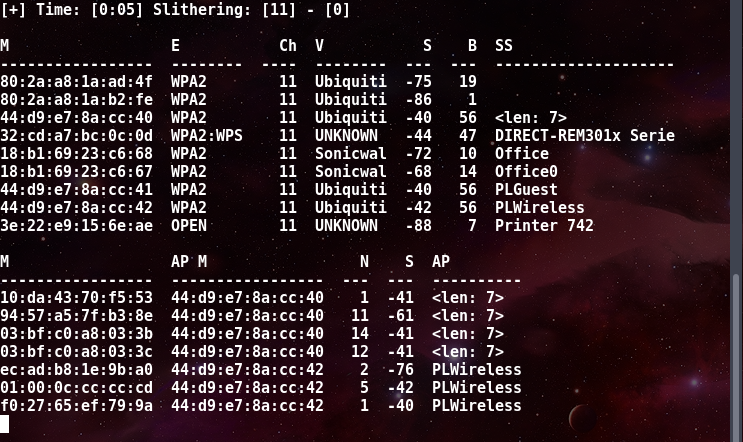 [+] Time: [0:05] Slithering: [11] - [0]
M E Ch V S B SS
----------------- -------- ---- -------- --- --- --------------------
80:2a:a8:1a:ad:4f WPA2 11 Ubiquiti -75 19
80:2a:a8:1a:b2:fe WPA2 11 Ubiquiti -86 1
44:d9:e7:8a:cc:40 WPA2 11 Ubiquiti -40 56 <len: 7>
32:cd:a7:bc:0c:0d WPA2:WPS 11 UNKNOWN -44 47 DIRECT-REM301x Serie
18:b1:69:23:c6:68 WPA2 11 Sonicwal -72 10 Office
18:b1:69:23:c6:67 WPA2 11 Sonicwal -68 14 Office0
44:d9:e7:8a:cc:41 WPA2 11 Ubiquiti -40 56 PLGuest
44:d9:e7:8a:cc:42 WPA2 11 Ubiquiti -42 56 PLWireless
3e:22:e9:15:6e:ae OPEN 11 UNKNOWN -88 7 Printer 742
M AP M N S AP
----------------- ----------------- --- --- ----------
10:da:43:70:f5:53 44:d9:e7:8a:cc:40 1 -41 <len: 7>
94:57:a5:7f:b3:8e 44:d9:e7:8a:cc:40 11 -61 <len: 7>
03:bf:c0:a8:03:3b 44:d9:e7:8a:cc:40 14 -41 <len: 7>
03:bf:c0:a8:03:3c 44:d9:e7:8a:cc:40 12 -41 <len: 7>
ec:ad:b8:1e:9b:a0 44:d9:e7:8a:cc:42 2 -76 PLWireless
01:00:0c:cc:cc:cd 44:d9:e7:8a:cc:42 5 -42 PLWireless
f0:27:65:ef:79:9a 44:d9:e7:8a:cc:42 1 -40 PLWireless